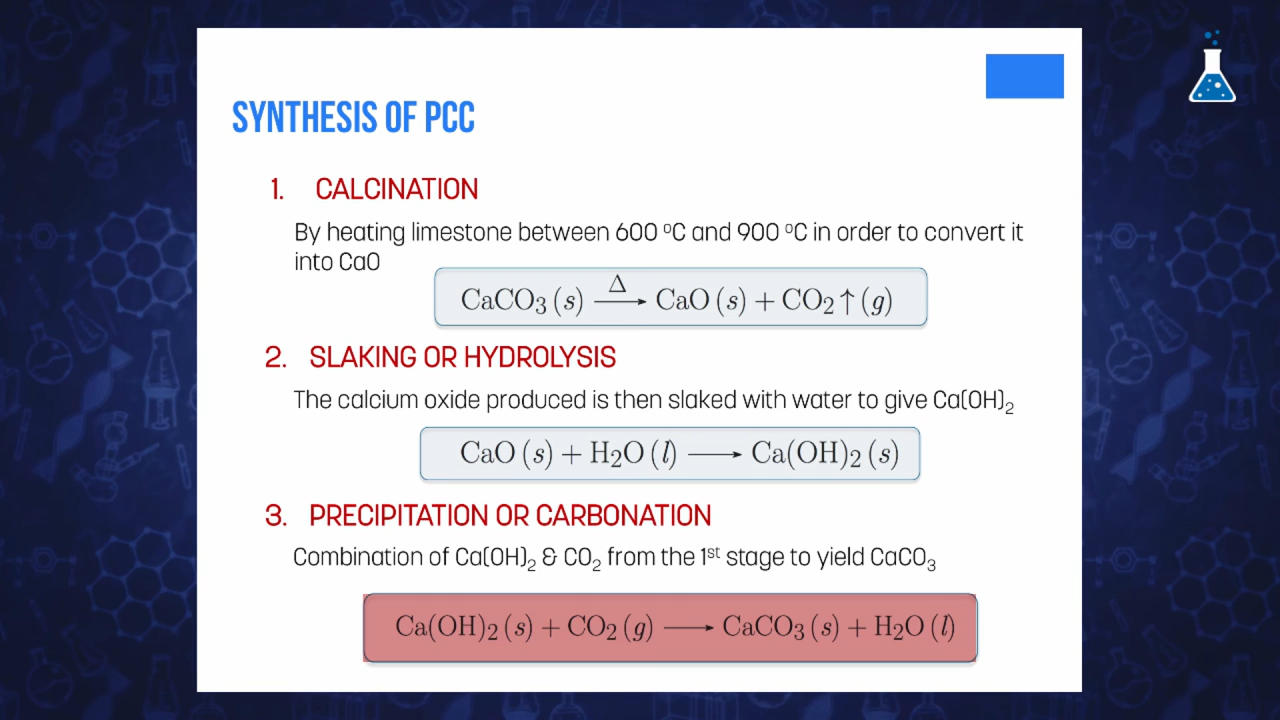 SYNTHESIS OF PCC
1. CALCINATION
By heating limestone between 600 ⁰C and 900 ⁰C in order to convert it
into CaO
CaCO₃ (s) —Δ→ CaO (s) + CO₂ ↑ (g)
2. SLAKING OR HYDROLYSIS
The calcium oxide produced is then slaked with water to give Ca(OH)₂
CaO (s) + H₂O (l) ⟶ Ca(OH)₂ (s)
3. PRECIPITATION OR CARBONATION
Combination of Ca(OH)₂ & CO₂ from the 1ˢᵗ stage to yield CaCO₃
Ca(OH)₂ (s) + CO₂ (g) ⟶ CaCO₃ (s) + H₂O (l)